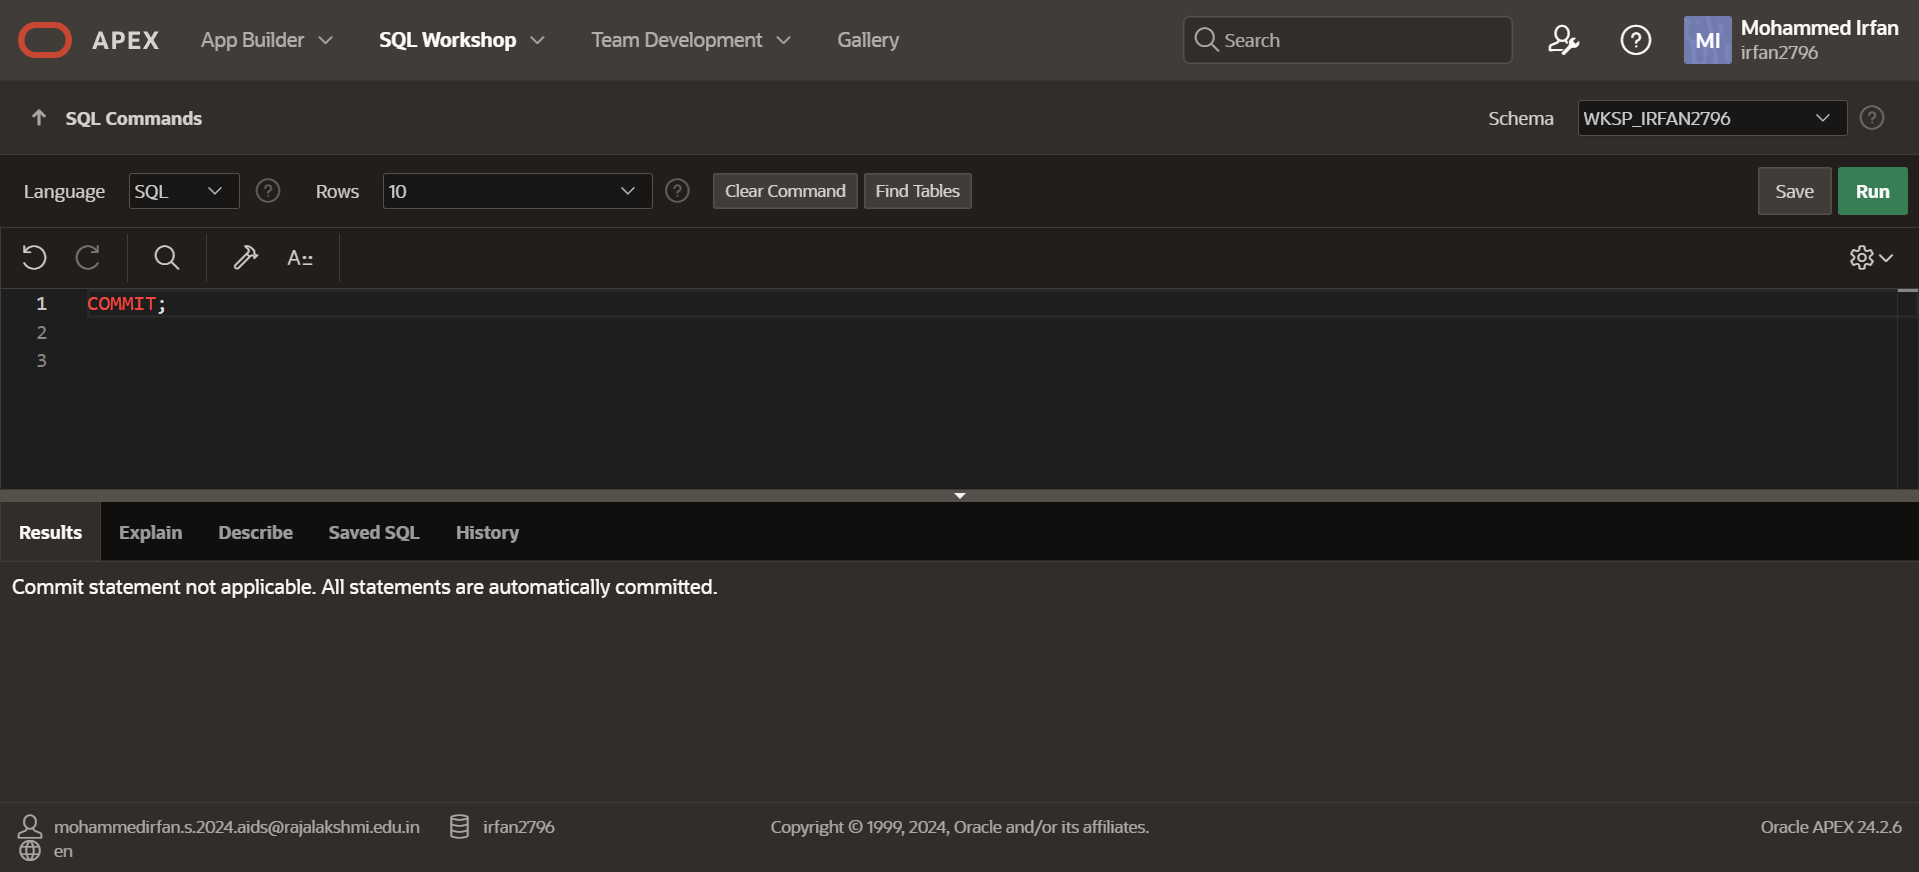 APEX App Builder SQL Workshop Team Development Gallery Search MI Mohammed Irfan
irfan2796
SQL Commands Schema WKSP_IRFAN2796
Language SQL Rows 10 Clear Command Find Tables Save Run
A::
1 COMMIT;
2
3
Results Explain Describe Saved SQL History
Commit statement not applicable. All statements are automatically committed.
mohammedirfan.s.2024.aids@rajalakshmi.edu.in irfan2796 Copyright © 1999, 2024, Oracle and/or its affiliates. Oracle APEX 24.2.6
en